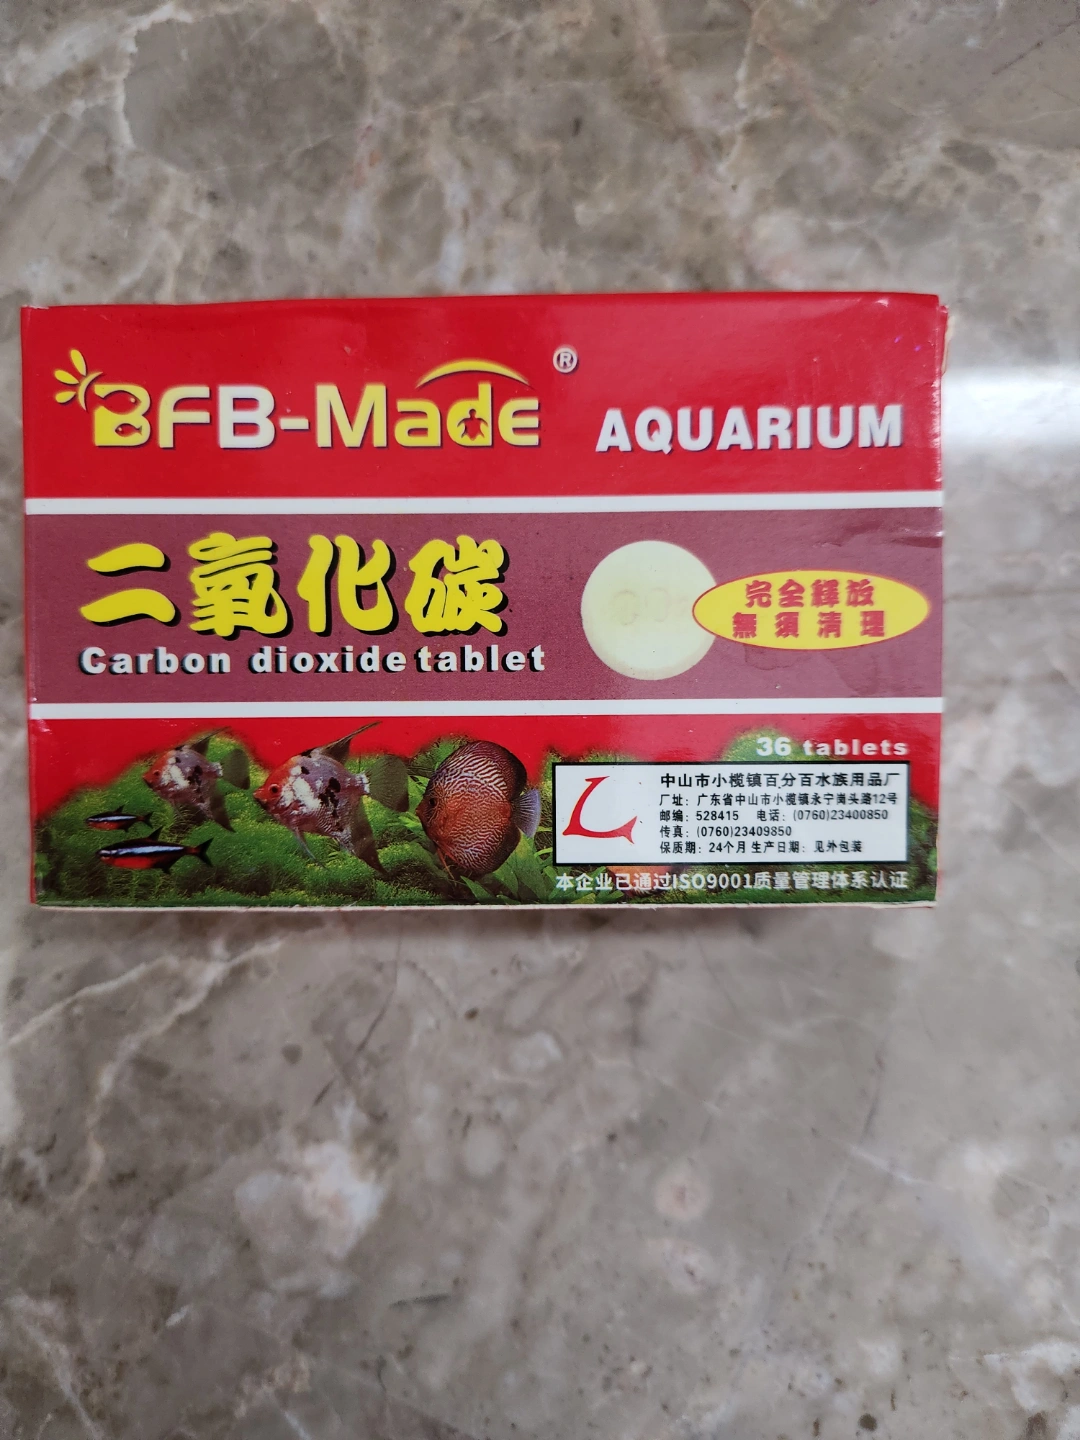 BFB-Made®
AQUARIUM
二氧化碳
Carbon dioxide tablet
完全釋放
無須清理
36 tablets
中山市小榄镇百分百水族用品厂
厂址：广东省中山市小榄镇永宁岗头路12号
邮编：528415 电话：(0760)23400850
传真：(0760)23409850
保质期：24个月 生产日期：见外包装
本企业已通过ISO9001质量管理体系认证